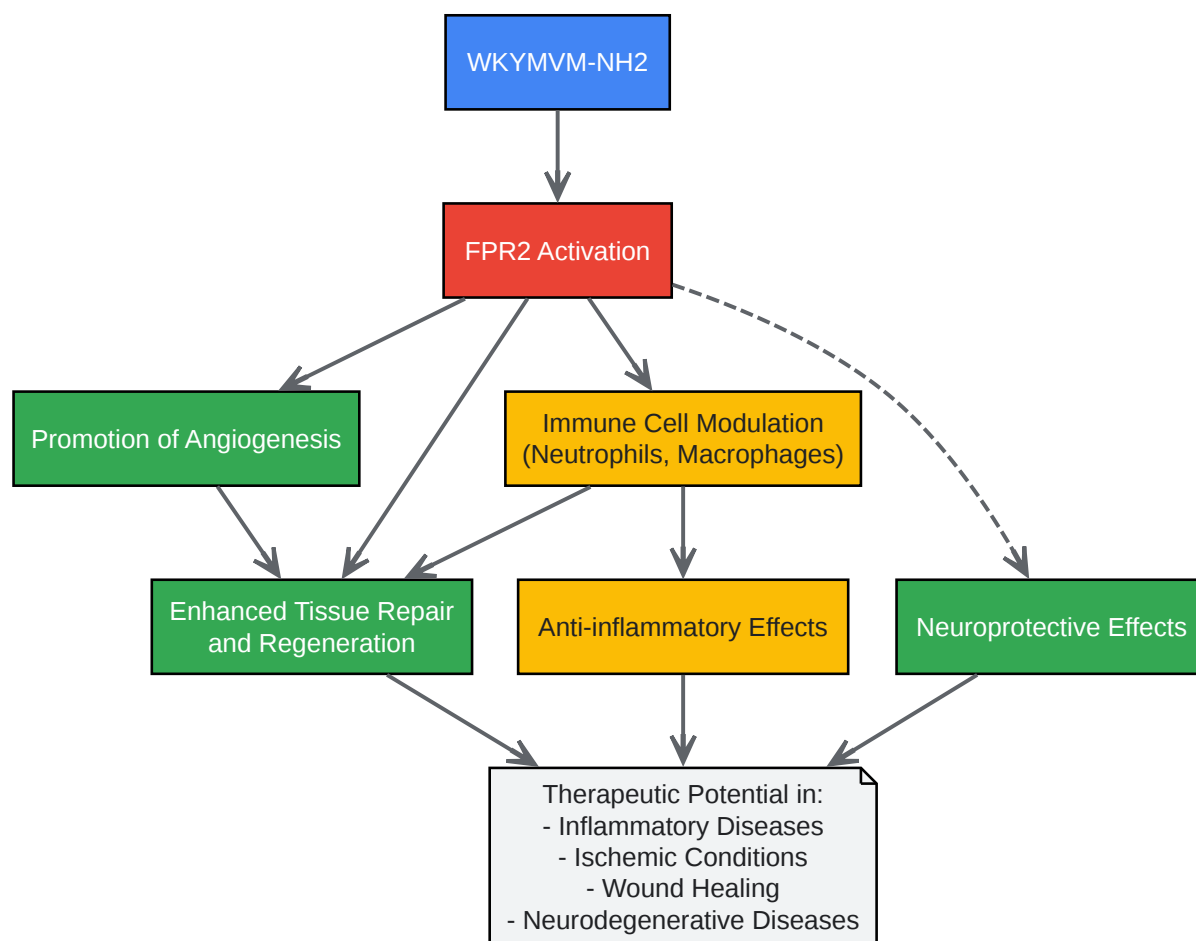 WKYMVM-NH2
FPR2 Activation
Promotion of Angiogenesis
Immune Cell Modulation
(Neutrophils, Macrophages)
Enhanced Tissue Repair
and Regeneration
Anti-inflammatory Effects
Neuroprotective Effects
Therapeutic Potential in:
- Inflammatory Diseases
- Ischemic Conditions
- Wound Healing
- Neurodegenerative Diseases